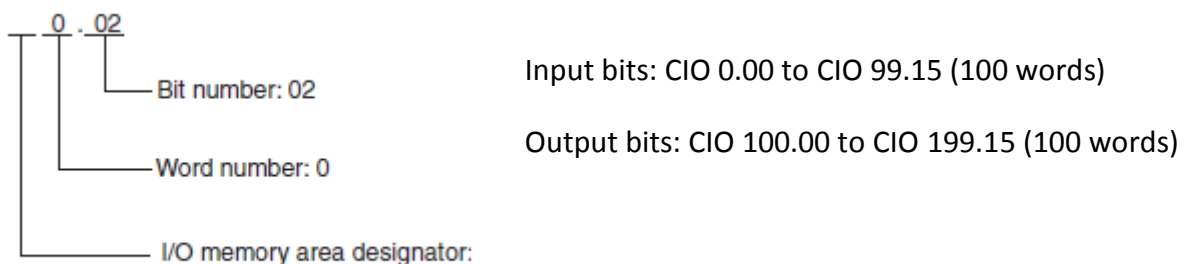 0 . 02
Bit number: 02
Word number: 0
I/O memory area designator:
Input bits: CIO 0.00 to CIO 99.15 (100 words)
Output bits: CIO 100.00 to CIO 199.15 (100 words)